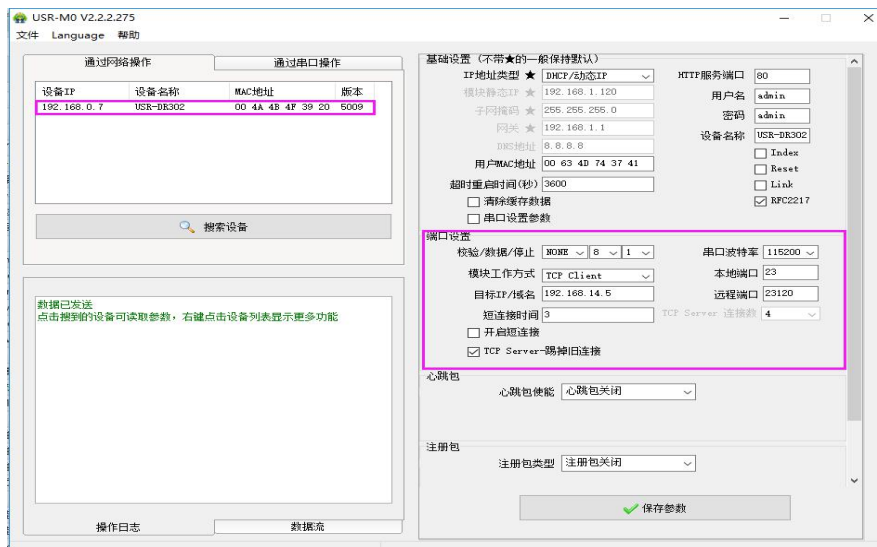 USR-M0 V2.2.2.275
文件 Language 帮助
通过网络操作 通过串口操作
设备IP 设备名称 MAC地址 版本
192.168.0.7 USR-DR302 00 4A 4B 4F 39 20 5009
搜索设备
数据已发送
点击搜到的设备可读取参数，右键点击设备列表显示更多功能
操作日志 数据流
基础设置（不带★的一般保持默认）
IP地址类型 ★ DHCP/动态IP HTTP服务端口 80
模块静态IP ★ 192.168.1.120 用户名 admin
子网掩码 ★ 255.255.255.0 密码 admin
网关 ★ 192.168.1.1 设备名称 USR-DR302
DNS地址 8.8.8.8 Index
用户MAC地址 00 63 4D 74 37 41 Reset
超时重启时间(秒) 3600 Link
清除缓存数据 RFC2217
串口设置参数
端口设置
校验/数据/停止 NONE 8 1 串口波特率 115200
模块工作方式 TCP Client 本地端口 23
目标IP/域名 192.168.14.5 远程端口 23120
短连接时间 3 TCP Server 连接数 4
开启短连接
TCP Server-踢掉旧连接
心跳包
心跳包使能 心跳包关闭
注册包
注册包类型 注册包关闭
保存参数